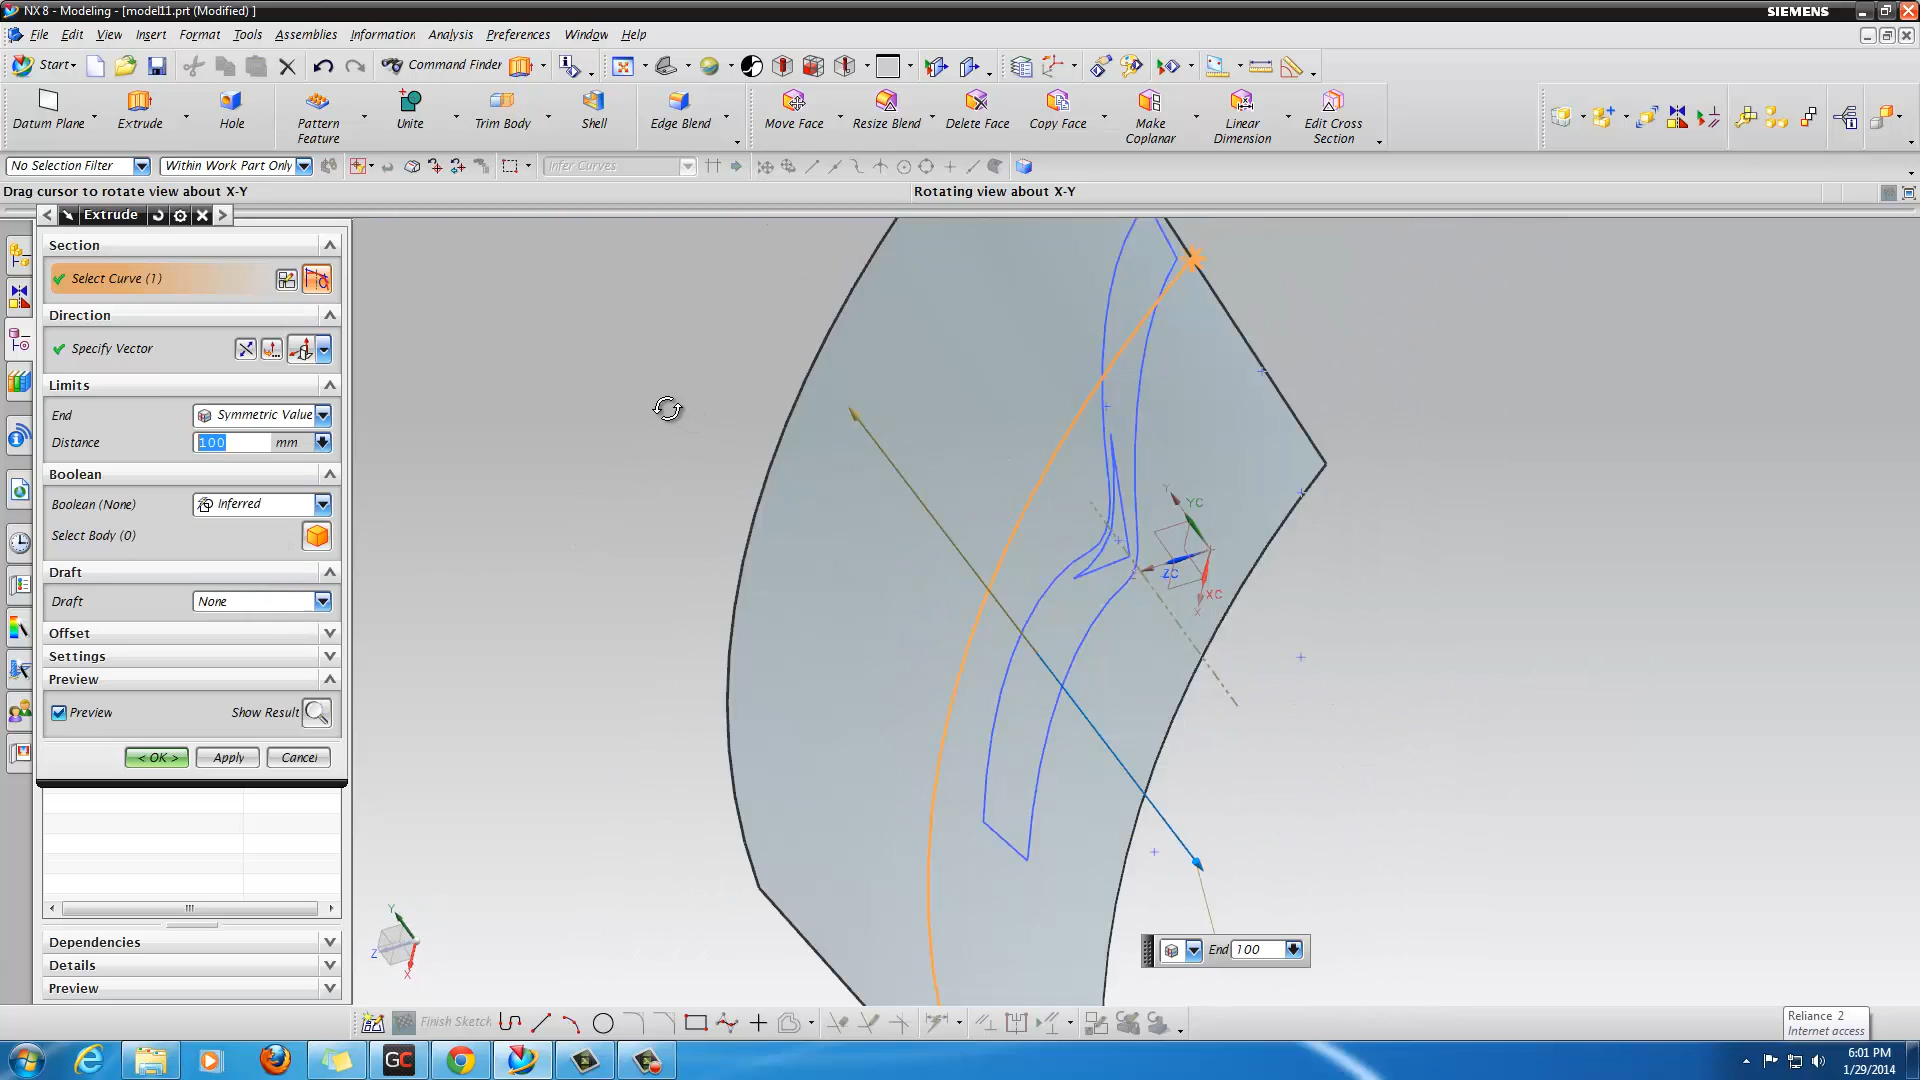 NX 8 - Modeling - [model11.prt (Modified) ]
SIEMENS
File Edit View Insert Format Tools Assemblies Information Analysis Preferences Window Help
Start Command Finder
Datum Plane Extrude Hole Pattern Feature Unite Trim Body Shell Edge Blend Move Face Resize Blend Delete Face Copy Face Make Coplanar Linear Dimension Edit Cross Section
No Selection Filter Within Work Part Only Infer Curves
Drag cursor to rotate view about X-Y
Rotating view about X-Y
Extrude
Section
Select Curve (1)
Direction
Specify Vector
Limits
End Symmetric Value
Distance 100 mm
Boolean
Boolean (None) Inferred
Select Body (0)
Draft
Draft None
Offset
Settings
Preview
Preview Show Result
< OK > Apply Cancel
Dependencies
Details
Preview
Y
YC
ZC
XC
X
End 100
Y
Z
X
Finish Sketch
Reliance 2
Internet access
GC
6:01 PM
1/29/2014